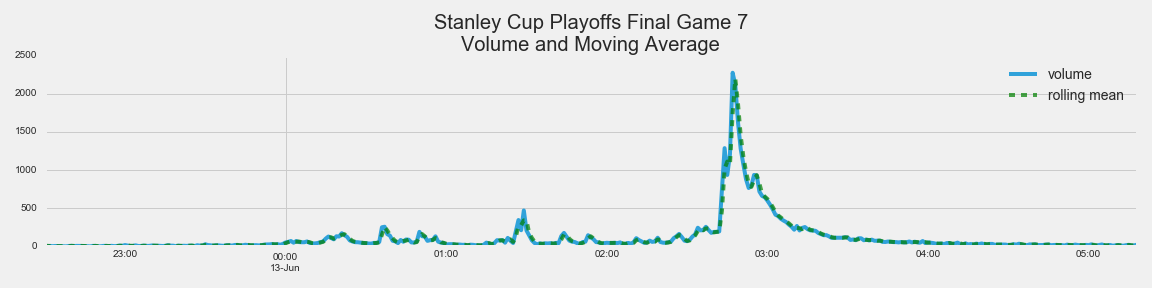 Stanley Cup Playoffs Final Game 7
Volume and Moving Average
2500
2000
1500
1000
500
0
volume
rolling mean
23:00
00:00
13-Jun
01:00
02:00
03:00
04:00
05:00